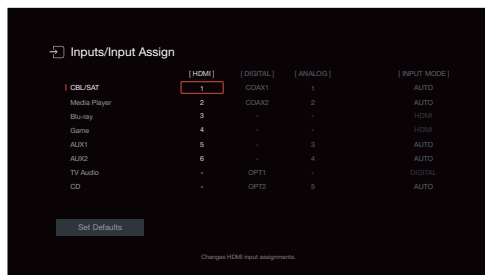 Inputs/Input Assign
[ HDMI ] [ DIGITAL ] [ ANALOG ] [ INPUT MODE ]
CBL/SAT 1 COAX1 1 AUTO
Media Player 2 COAX2 2 AUTO
Blu-ray 3 - - HDMI
Game 4 - - HDMI
AUX1 5 - 3 AUTO
AUX2 6 - 4 AUTO
TV Audio - OPT1 - DIGITAL
CD - OPT2 5 AUTO
Set Defaults
Changes HDMI input assignments.